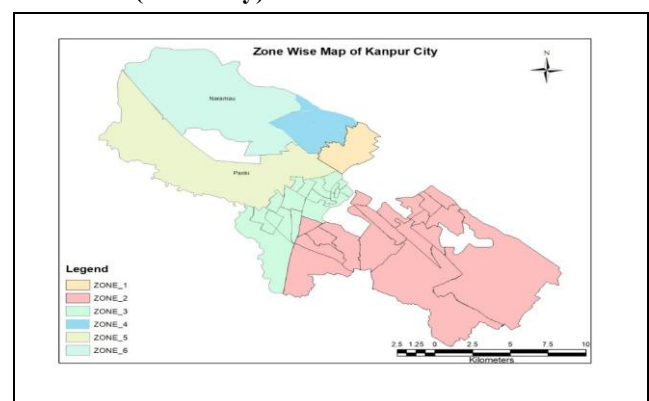 Zone Wise Map of Kanpur City
N
Naramau
Panki
Legend
ZONE_1
ZONE_2
ZONE_3
ZONE_4
ZONE_5
ZONE_6
2.5 1.25 0 2.5 5 7.5 10
Kilometers